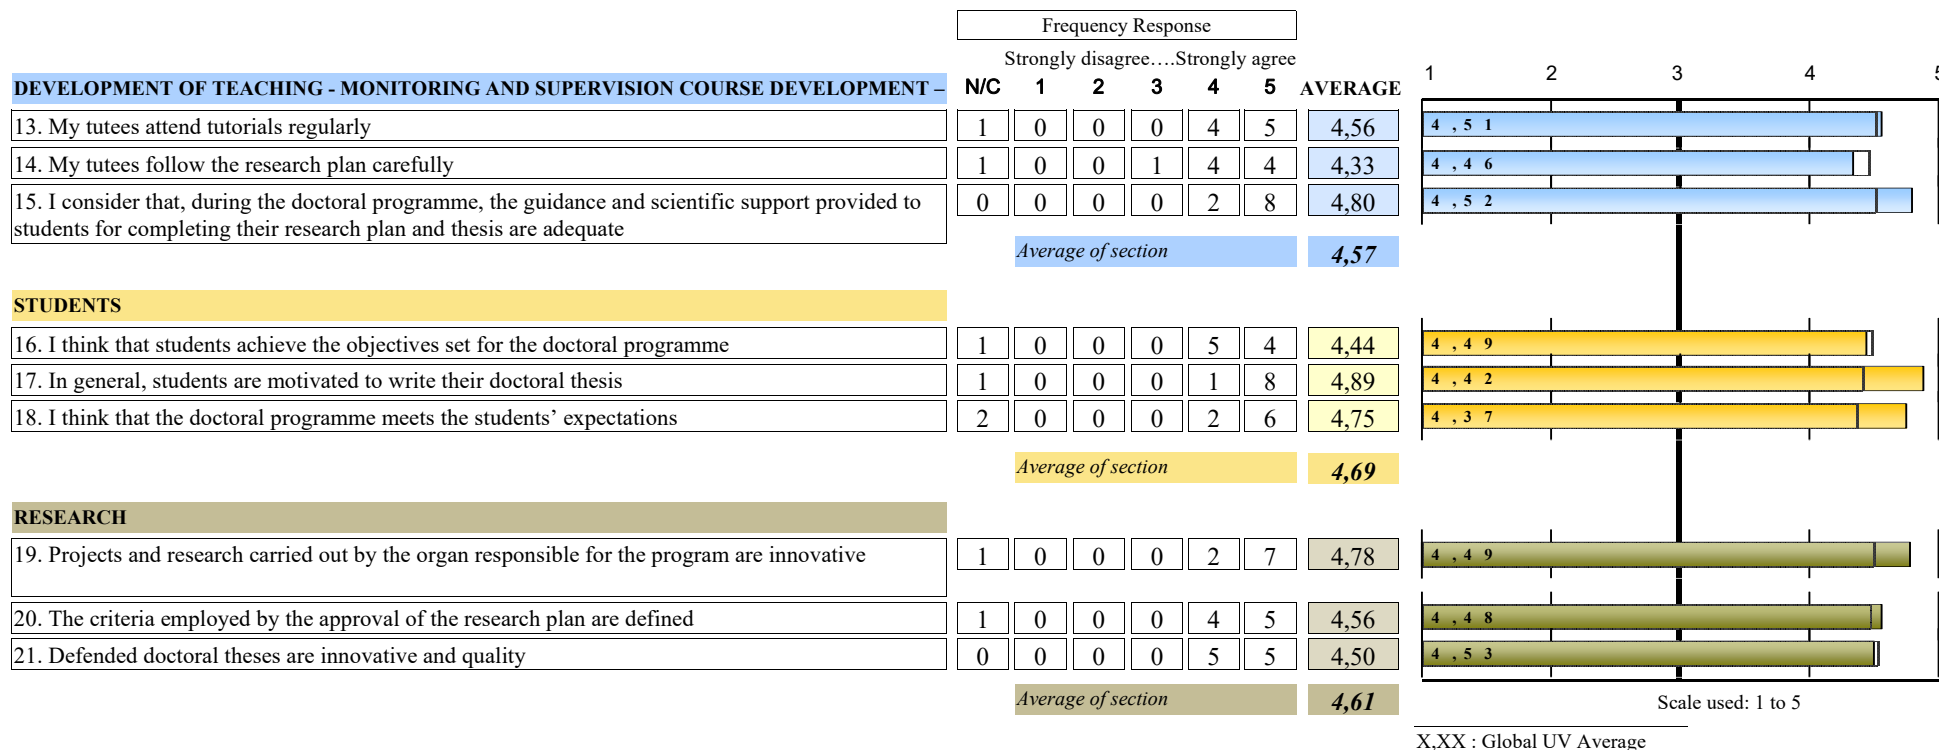 Frequency Response
Strongly disagree….Strongly agree
DEVELOPMENT OF TEACHING - MONITORING AND SUPERVISION COURSE DEVELOPMENT – N/C 1 2 3 4 5 AVERAGE 1 2 3 4 5
13. My tutees attend tutorials regularly 1 0 0 0 4 5 4,56 4,51
14. My tutees follow the research plan carefully 1 0 0 1 4 4 4,33 4,46
15. I consider that, during the doctoral programme, the guidance and scientific support provided to 0 0 0 0 2 8 4,80 4,52
students for completing their research plan and thesis are adequate
Average of section 4,57
STUDENTS
16. I think that students achieve the objectives set for the doctoral programme 1 0 0 0 5 4 4,44 4,49
17. In general, students are motivated to write their doctoral thesis 1 0 0 0 1 8 4,89 4,42
18. I think that the doctoral programme meets the students’ expectations 2 0 0 0 2 6 4,75 4,37
Average of section 4,69
RESEARCH
19. Projects and research carried out by the organ responsible for the program are innovative 1 0 0 0 2 7 4,78 4,49
20. The criteria employed by the approval of the research plan are defined 1 0 0 0 4 5 4,56 4,48
21. Defended doctoral theses are innovative and quality 0 0 0 0 5 5 4,50 4,53
Average of section 4,61
Scale used: 1 to 5
X,XX : Global UV Average